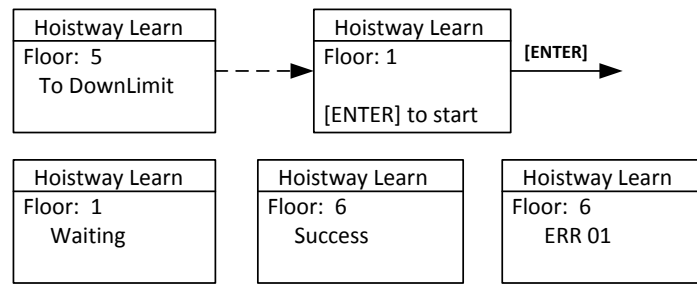 Hoistway Learn
Floor: 5
To DownLimit
Hoistway Learn
Floor: 1
[ENTER] to start
[ENTER]
Hoistway Learn
Floor: 1
Waiting
Hoistway Learn
Floor: 6
Success
Hoistway Learn
Floor: 6
ERR 01